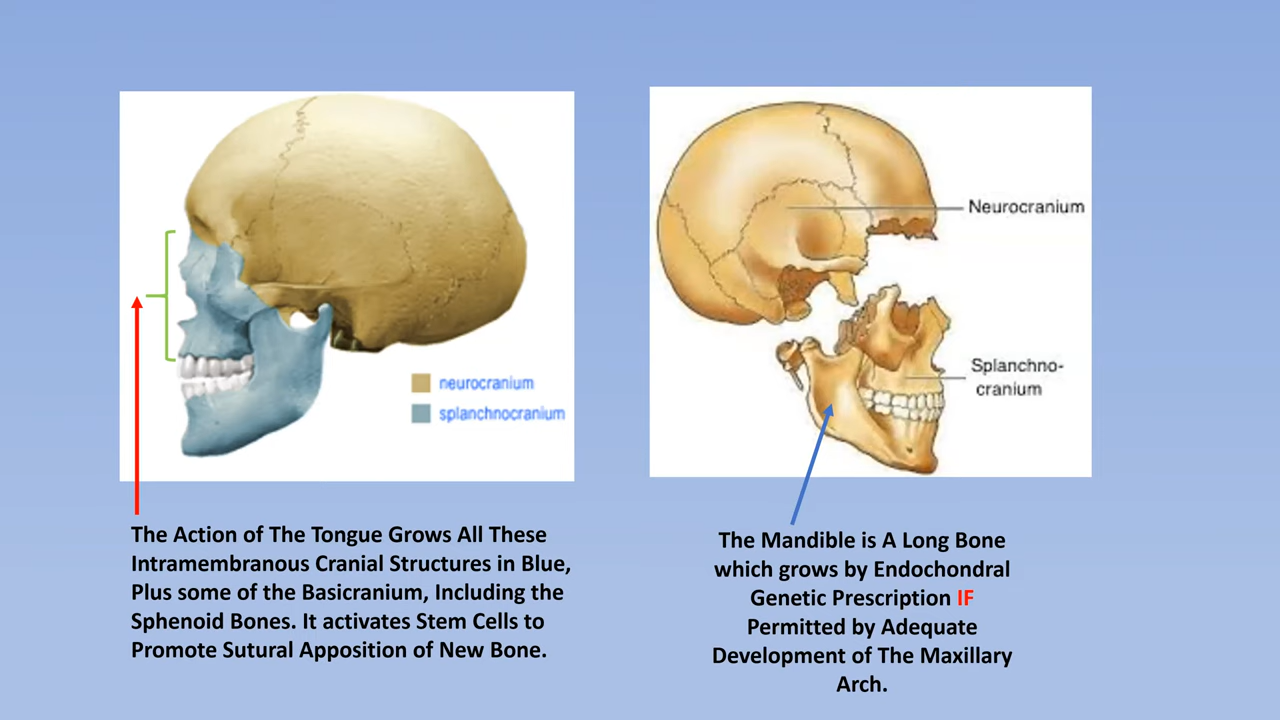 neurocranium
splanchnocranium
Neurocranium
Splanchno-
cranium
The Action of The Tongue Grows All These
Intramembranous Cranial Structures in Blue,
Plus some of the Basicranium, Including the
Sphenoid Bones. It activates Stem Cells to
Promote Sutural Apposition of New Bone.
The Mandible is A Long Bone
which grows by Endochondral
Genetic Prescription IF
Permitted by Adequate
Development of The Maxillary
Arch.